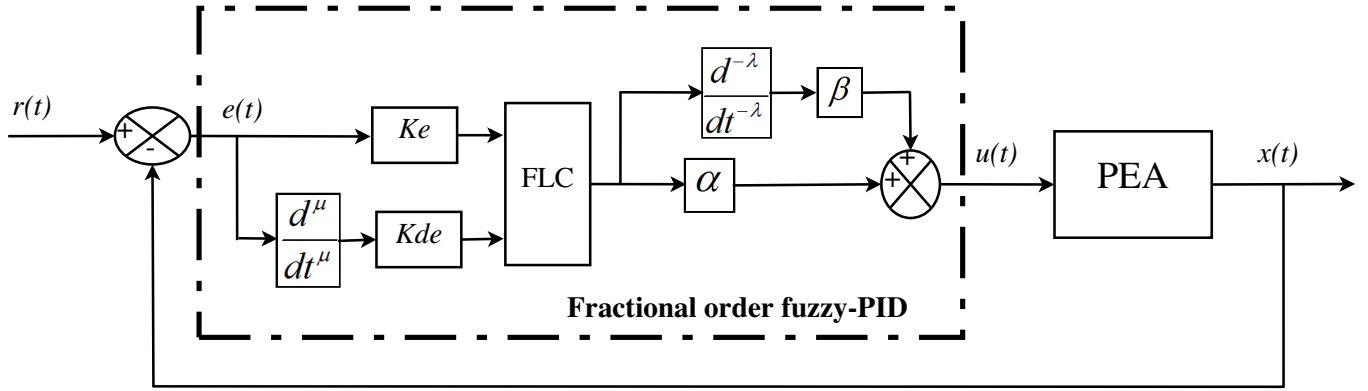 r(t)
+
-
e(t)
Ke
d^μ
dt^μ
Kde
FLC
d^{-λ}
dt^{-λ}
β
α
+
+
u(t)
PEA
x(t)
Fractional order fuzzy-PID